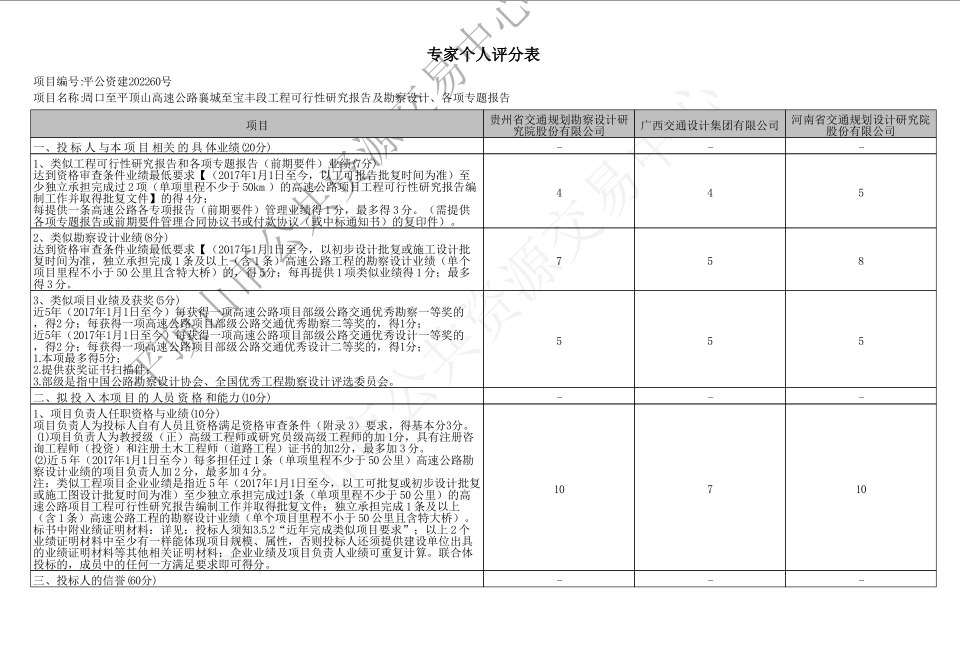 专家个人评分表
项目编号:平公资建202260号
项目名称:周口至平顶山高速公路襄城至宝丰段工程可行性研究报告及勘察设计、各项专题报告
项目
贵州省交通规划勘察设计研
究院股份有限公司
广西交通设计集团有限公司
河南省交通规划设计研究院
股份有限公司
一、投标人与本项目相关的具体业绩(20分)
-
-
-
1、类似工程可行性研究报告和各项专题报告（前期要件）业绩(7分)
达到资格审查条件业绩最低要求【（2017年1月1日至今，以工可报告批复时间为准）至
少独立承担完成过2项（单项里程不少于50km）的高速公路项目工程可行性研究报告编
制工作并取得批复文件】的得4分；
每提供一条高速公路各专项报告（前期要件）管理业绩得1分，最多得3分。（需提供
各项专题报告或前期要件管理合同协议书或付款协议（或中标通知书）的复印件）。
4
4
5
2、类似勘察设计业绩(8分)
达到资格审查条件业绩最低要求【（2017年1月1日至今，以初步设计批复或施工设计批
复时间为准，独立承担完成1条及以上（含1条）高速公路工程的勘察设计业绩（单个
项目里程不小于50公里且含特大桥）的，得5分；每再提供1项类似业绩得1分；最多
得3分。
7
5
8
3、类似项目业绩及获奖(5分)
近5年（2017年1月1日至今）每获得一项高速公路项目部级公路交通优秀勘察一等奖的
，得2分；每获得一项高速公路项目部级公路交通优秀勘察二等奖的，得1分；
近5年（2017年1月1日至今）每获得一项高速公路项目部级公路交通优秀设计一等奖的
，得2分；每获得一项高速公路项目部级公路交通优秀设计二等奖的，得1分；
1.本项最多得5分；
2.提供获奖证书扫描件；
3.部级是指中国公路勘察设计协会、全国优秀工程勘察设计评选委员会。
5
5
5
二、拟投入本项目的人员资格和能力(10分)
-
-
-
1、项目负责人任职资格与业绩(10分)
项目负责人为投标人自有人员且资格满足资格审查条件（附录3）要求，得基本分3分。
(1)项目负责人为教授级（正）高级工程师或研究员级高级工程师的加1分，具有注册咨
询工程师（投资）和注册土木工程师（道路工程）证书的加2分，最多加3分。
(2)近5年（2017年1月1日至今）每多担任过1条（单项里程不少于50公里）高速公路勘
察设计业绩的项目负责人加2分，最多加4分。
注：类似工程项目企业业绩是指近5年（2017年1月1日至今，以工可批复或初步设计批复
或施工图设计批复时间为准）至少独立承担完成过1条（单项里程不少于50公里）的高
速公路项目工程可行性研究报告编制工作并取得批复文件；独立承担完成1条及以上
（含1条）高速公路工程的勘察设计业绩（单个项目里程不少于50公里且含特大桥）。
标书中附业绩证明材料：详见：投标人须知3.5.2“近年完成类似项目要求”；以上2个
业绩证明材料中至少有一样能体现项目规模、属性，否则投标人还须提供建设单位出具
的业绩证明材料等其他相关证明材料；企业业绩及项目负责人业绩可重复计算。联合体
投标的，成员中的任何一方满足要求即可得分。
10
7
10
三、投标人的信誉(60分)
-
-
-
平顶山市公共资源交易中心
市公共资源交易中心